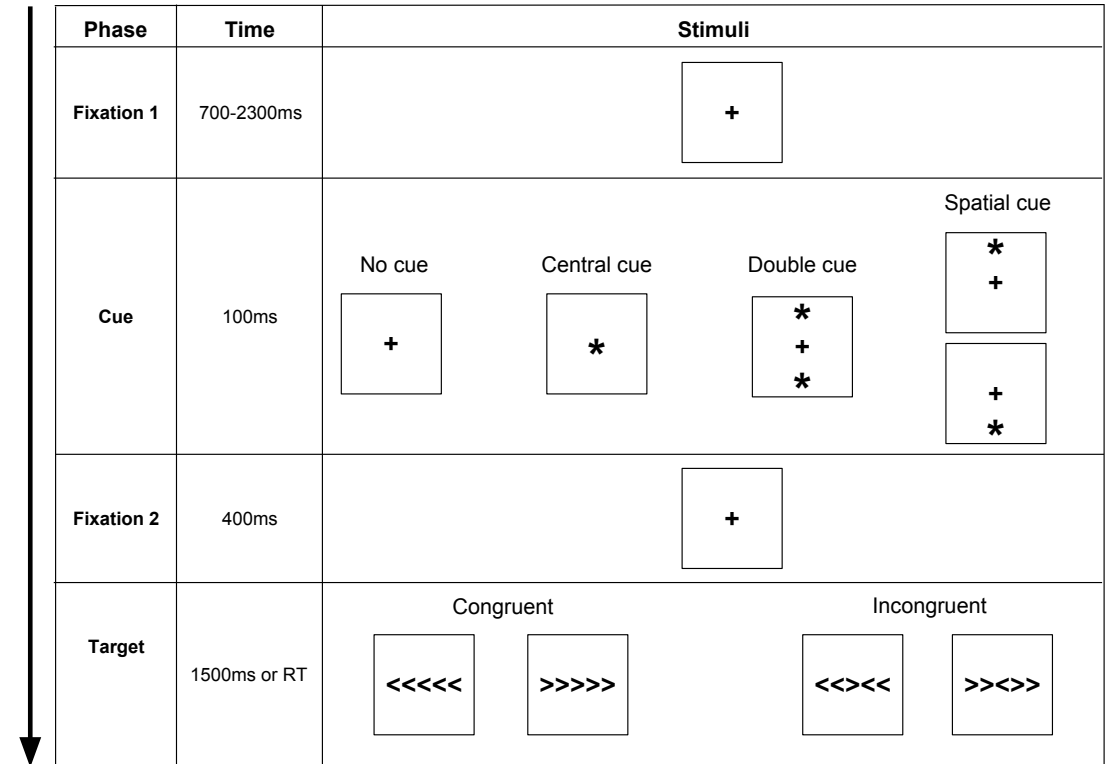 Phase Time Stimuli
Fixation 1 700-2300ms +
Spatial cue
*
+
No cue Central cue Double cue
*
+
*
Cue 100ms + *
+
*
Fixation 2 400ms +
Congruent Incongruent
Target
1500ms or RT <<<<< >>>>> <<><< >><>>